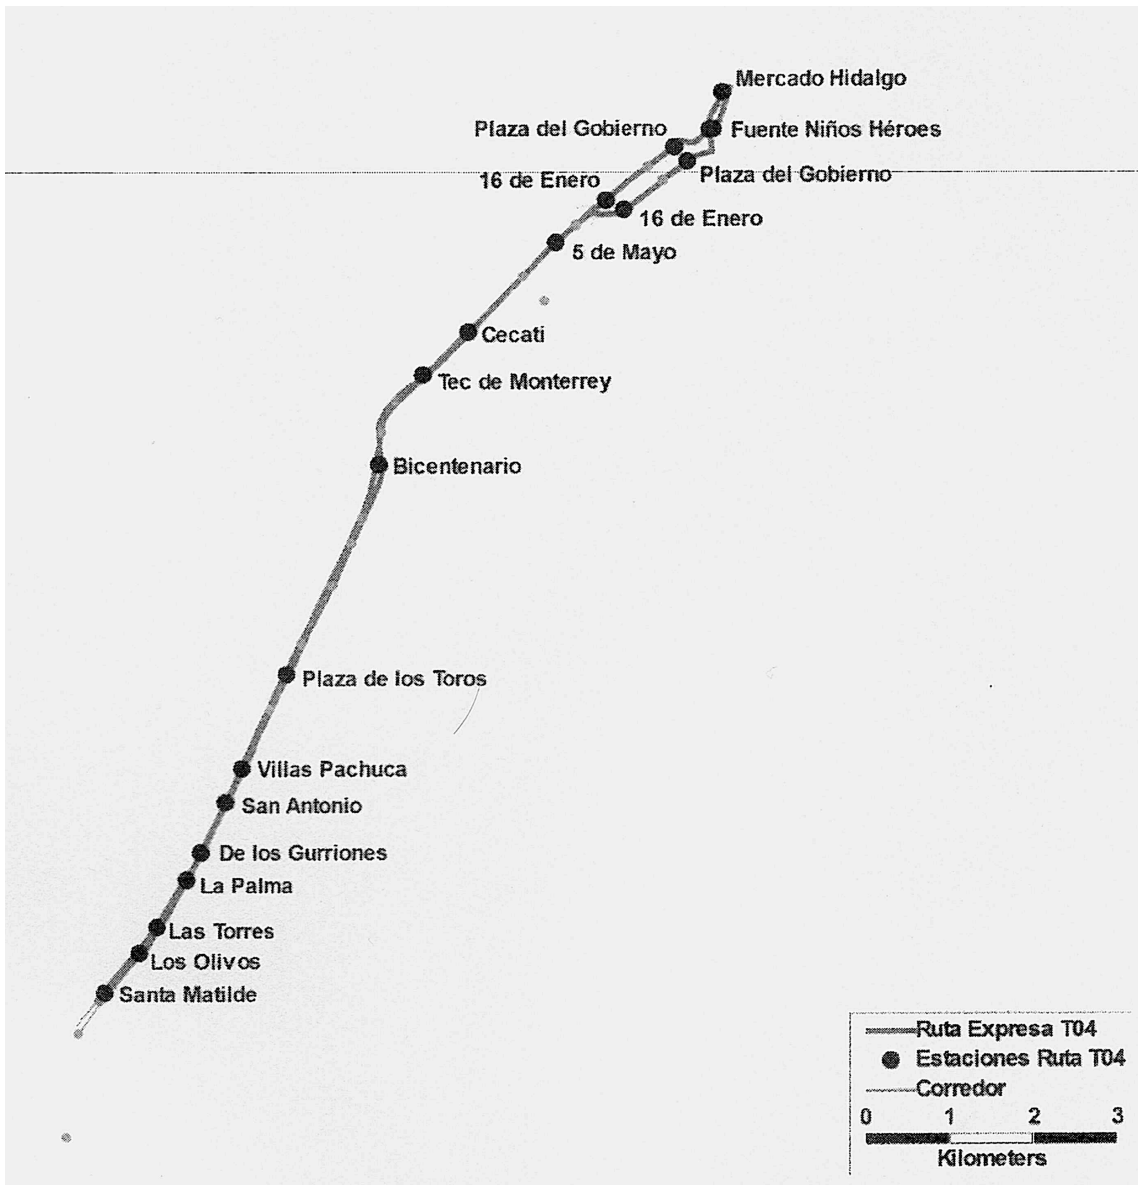 Mercado Hidalgo
Plaza del Gobierno
Fuente Niños Héroes
Plaza del Gobierno
16 de Enero
16 de Enero
5 de Mayo
Cecati
Tec de Monterrey
Bicentenario
Plaza de los Toros
Villas Pachuca
San Antonio
De los Gurriones
La Palma
Las Torres
Los Olivos
Santa Matilde
Ruta Expresa T04
Estaciones Ruta T04
Corredor
0 1 2 3
Kilometers